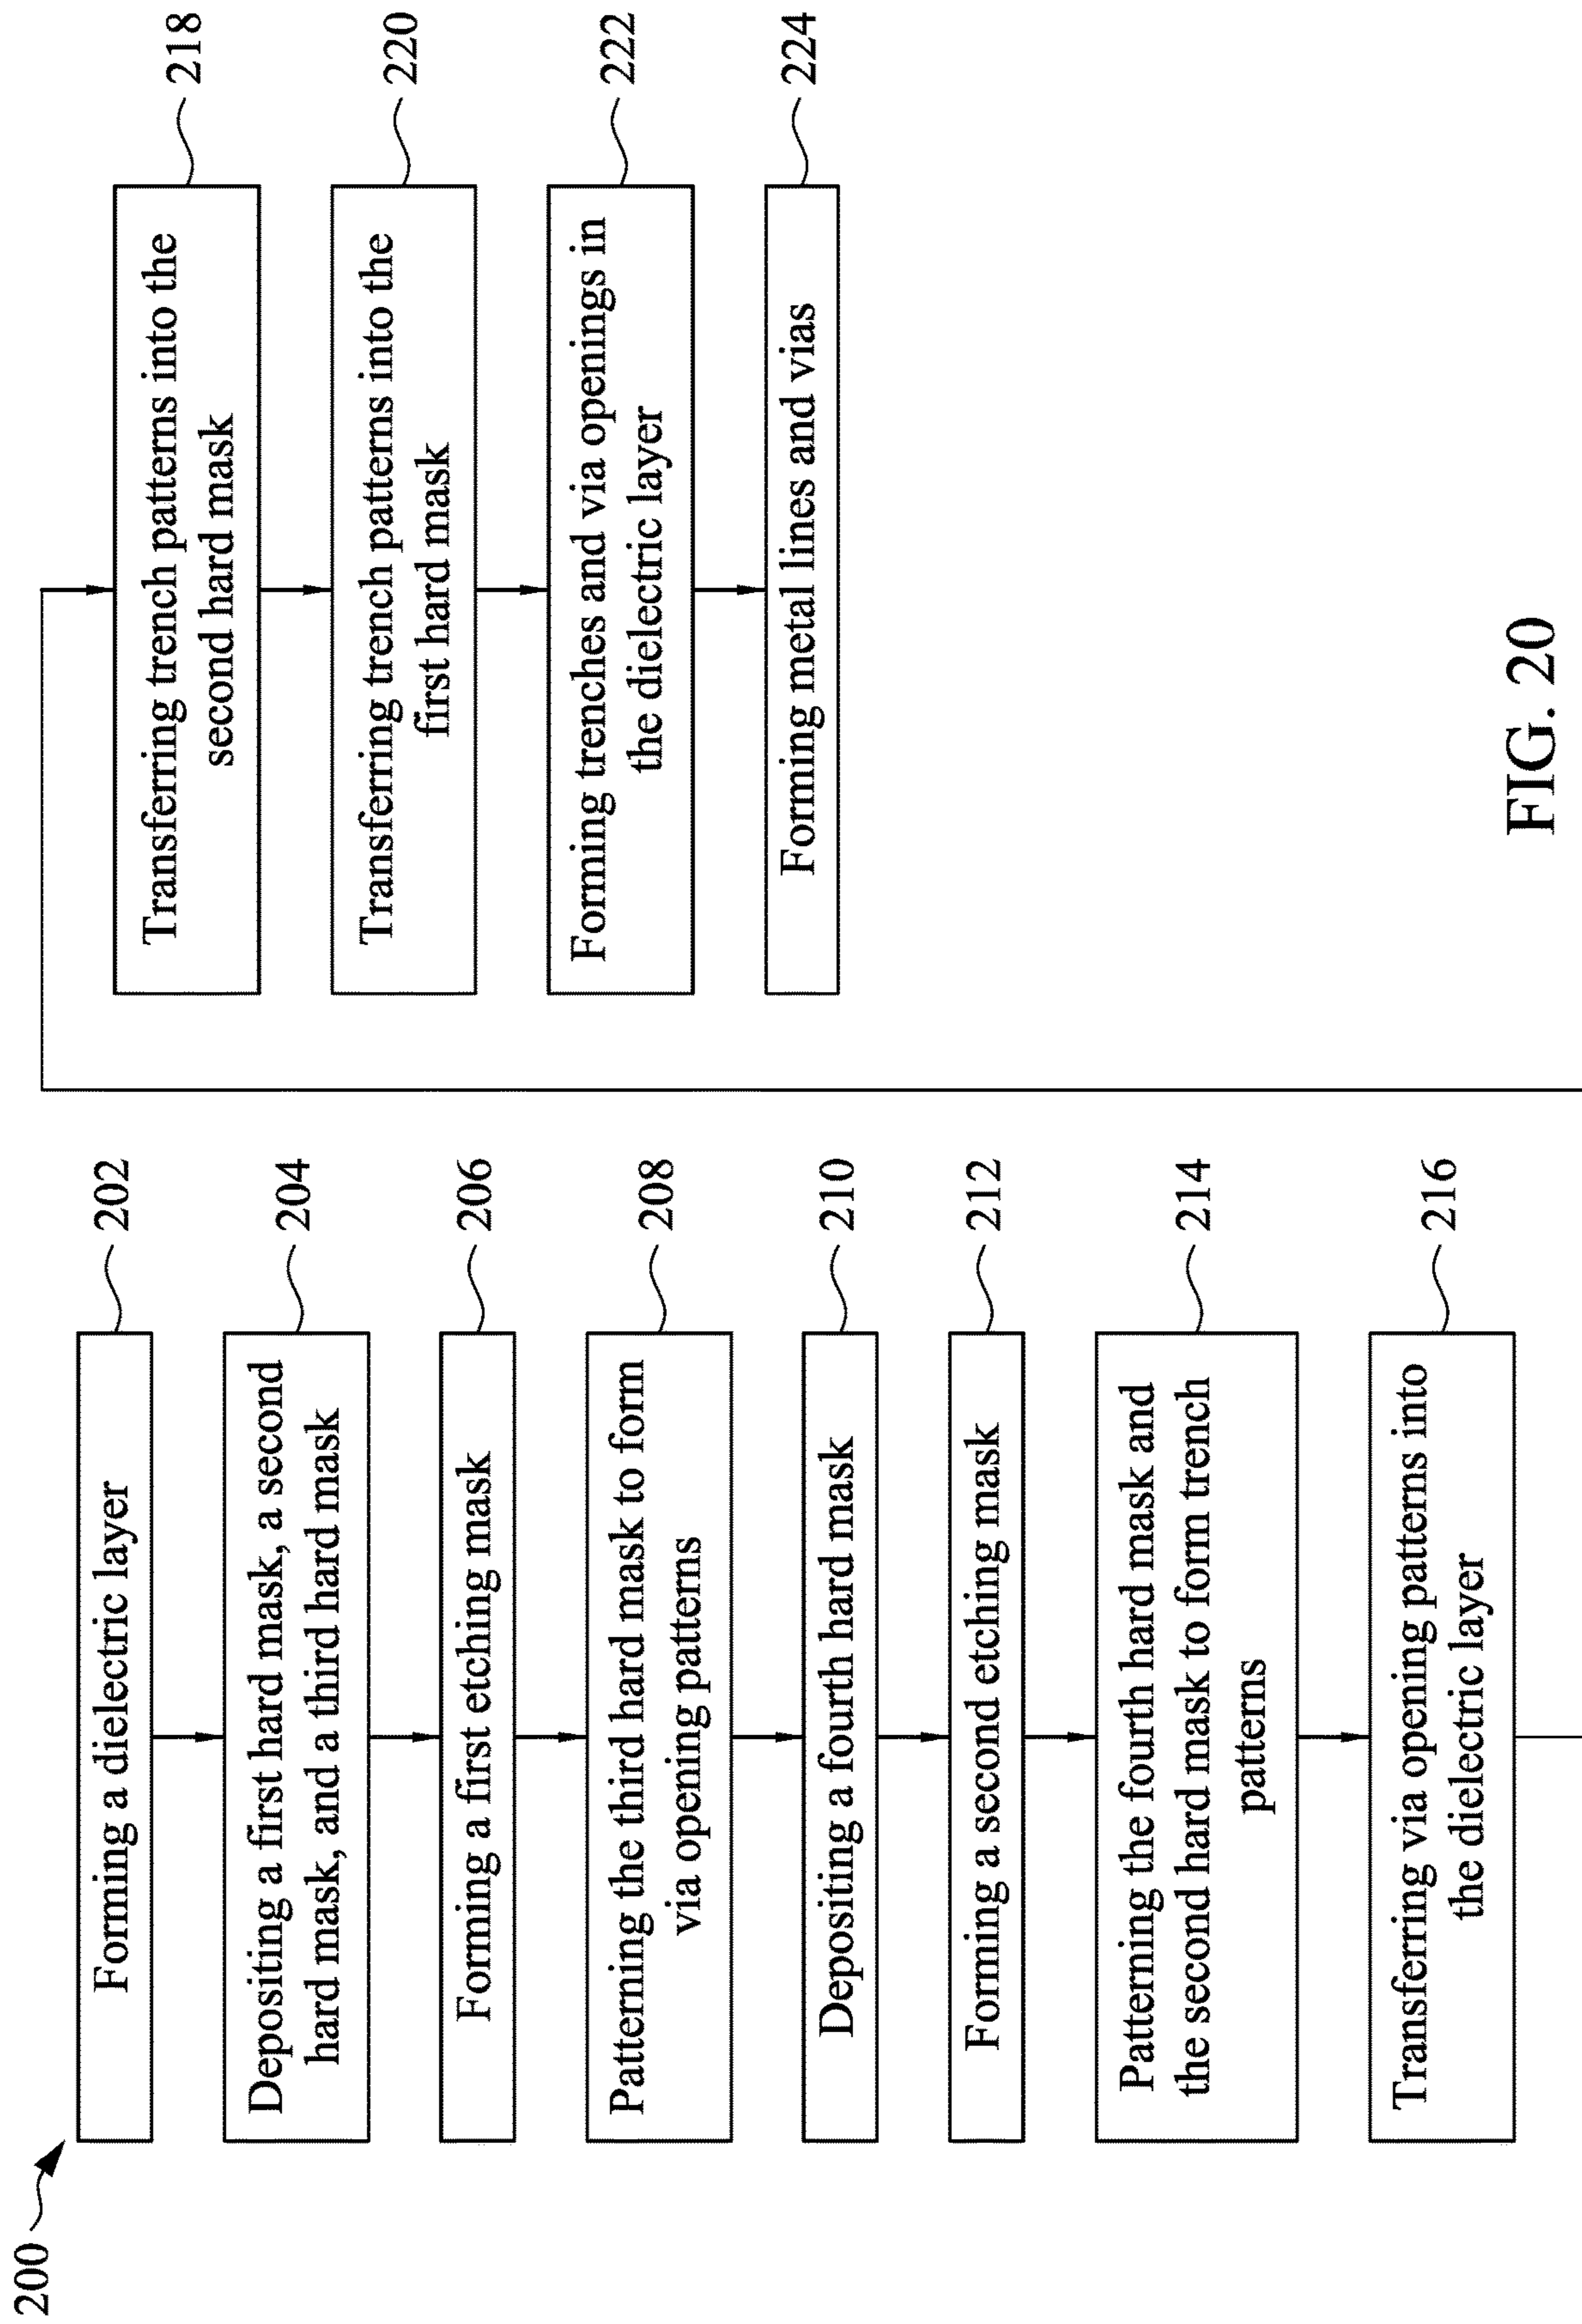 200
Forming a dielectric layer
202
Depositing a first hard mask, a second
hard mask, and a third hard mask
204
Forming a first etching mask
206
Patterning the third hard mask to form
via opening patterns
208
Depositing a fourth hard mask
210
Forming a second etching mask
212
Patterning the fourth hard mask and
the second hard mask to form trench
patterns
214
Transferring via opening patterns into
the dielectric layer
216
Transferring trench patterns into the
second hard mask
218
Transferring trench patterns into the
first hard mask
220
Forming trenches and via openings in
the dielectric layer
222
Forming metal lines and vias
224
FIG. 20